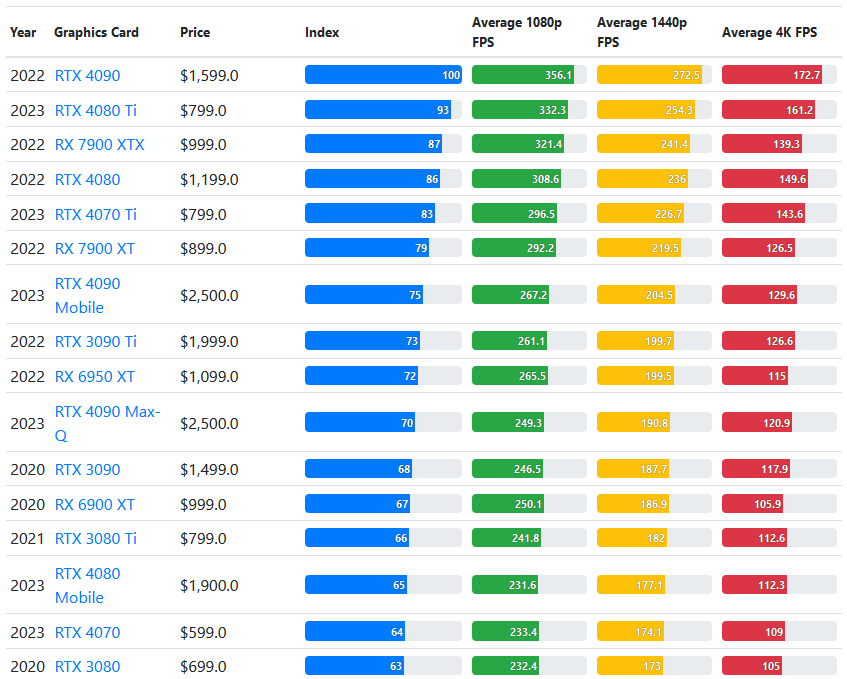 Year Graphics Card Price Index Average 1080p FPS Average 1440p FPS Average 4K FPS
2022 RTX 4090 $1,599.0 100 356.1 272.5 172.7
2023 RTX 4080 Ti $799.0 93 332.3 254.3 161.2
2022 RX 7900 XTX $999.0 87 321.4 241.4 139.3
2022 RTX 4080 $1,199.0 86 308.6 236 149.6
2023 RTX 4070 Ti $799.0 83 296.5 226.7 143.6
2022 RX 7900 XT $899.0 79 292.2 219.5 126.5
2023 RTX 4090 Mobile $2,500.0 75 267.2 204.5 129.6
2022 RTX 3090 Ti $1,999.0 73 261.1 199.7 126.6
2022 RX 6950 XT $1,099.0 72 265.5 199.5 115
2023 RTX 4090 Max-Q $2,500.0 70 249.3 190.8 120.9
2020 RTX 3090 $1,499.0 68 246.5 187.7 117.9
2020 RX 6900 XT $999.0 67 250.1 186.9 105.9
2021 RTX 3080 Ti $799.0 66 241.8 182 112.6
2023 RTX 4080 Mobile $1,900.0 65 231.6 177.1 112.3
2023 RTX 4070 $599.0 64 233.4 174.1 109
2020 RTX 3080 $699.0 63 232.4 173 105